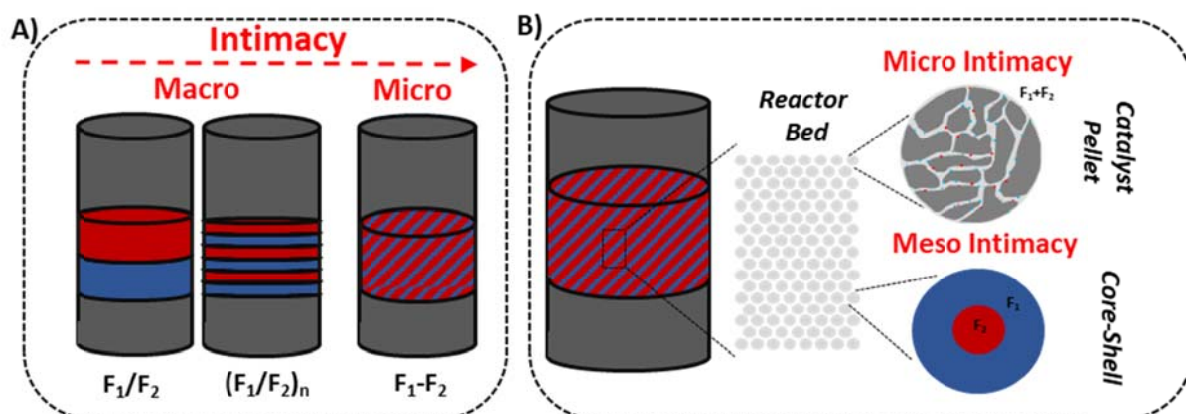 A)
Intimacy
Macro
Micro
F₁/F₂
(F₁/F₂)ₙ
F₁-F₂
B)
Reactor
Bed
Micro Intimacy
F₁+F₂
Catalyst
Pellet
Meso Intimacy
F₁
F₂
Core-Shell